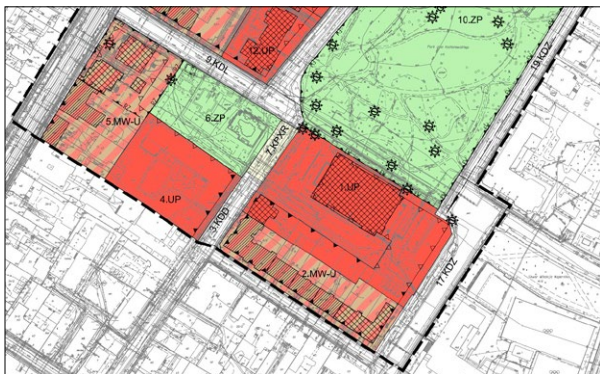 10.ZP
12.UP
9.KDL
19.KDZ
5.MW-U
6.ZP
7.KPXR
1.UP
4.UP
3.KDD
2.MW-U
17.KDZ